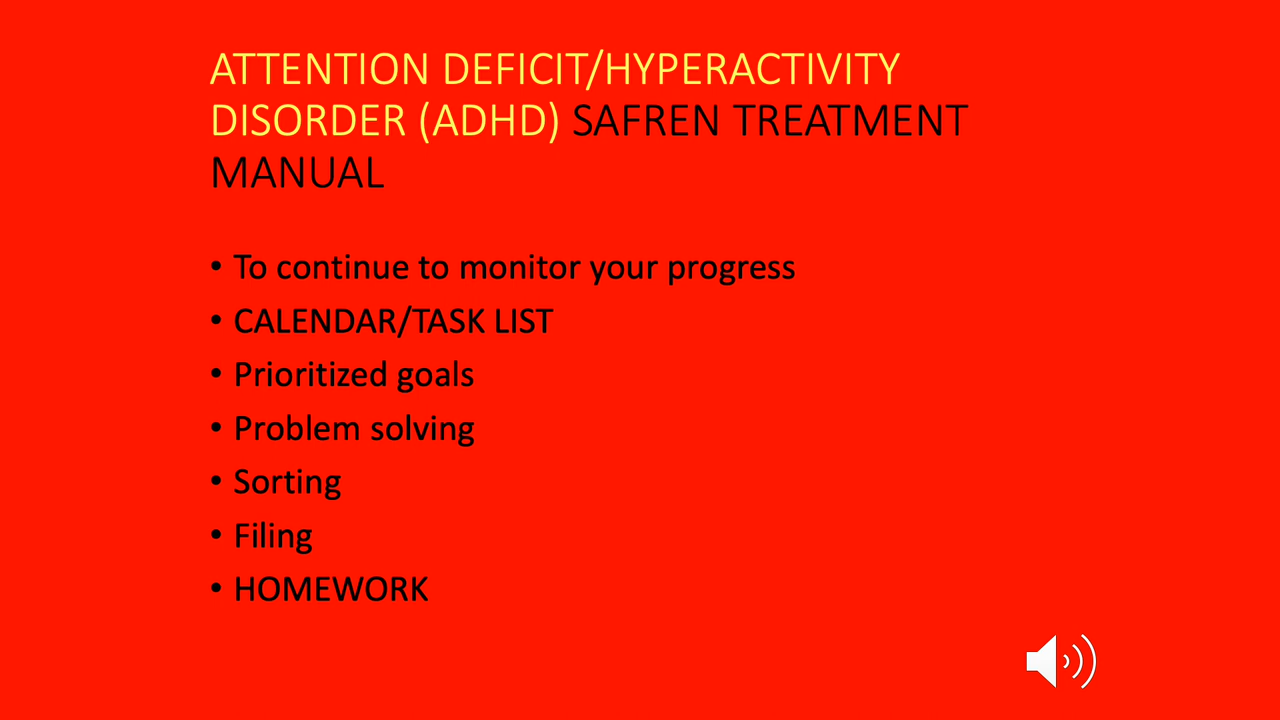 ATTENTION DEFICIT/HYPERACTIVITY
DISORDER (ADHD) SAFREN TREATMENT
MANUAL
• To continue to monitor your progress
• CALENDAR/TASK LIST
• Prioritized goals
• Problem solving
• Sorting
• Filing
• HOMEWORK